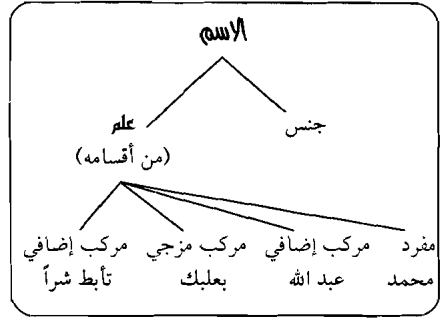 الاسم
جنس علم
(من أقسامه)
مفرد مركب إضافي مركب مزجي مركب إضافي
محمد عبد الله بعلبك تأبط شراً